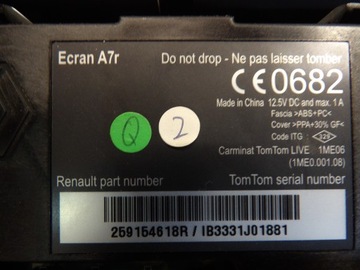 Ecran A7r
Do not drop - Ne pas laisser tomber
CE0682
Made in China 12.5V DC and max. 1 A
Fascia >ABS+PC<
Cover >PPA+30% GF<
Code ITG
Carminat TomTom LIVE 1ME06
(1ME0.001.08)
Q 2
Renault part number
TomTom serial number
259154618R / IB3331J01881